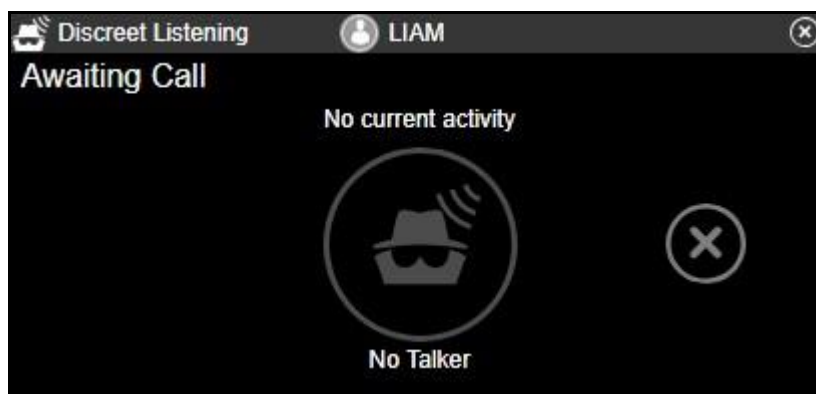 Discreet Listening LIAM
Awaiting Call
No current activity
No Talker